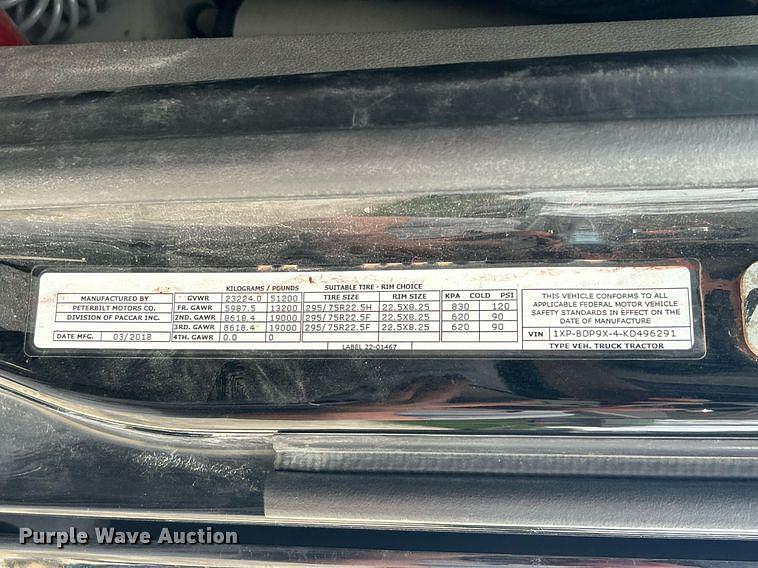 KILOGRAMS / POUNDS SUITABLE TIRE - RIM CHOICE
MANUFACTURED BY
PETERBILT MOTORS CO.
DIVISION OF PACCAR INC.
DATE MFG. 03/2018
TIRE SIZE RIM SIZE KPA COLD PSI
GVWR 23224.0 51200
FR. GAWR 5987.5 13200 295/75R22.5H 22.5X8.25 830 120
2ND. GAWR 8618.4 19000 295/75R22.5F 22.5X8.25 620 90
3RD. GAWR 8618.4 19000 295/75R22.5F 22.5X8.25 620 90
4TH. GAWR 0.0 0
LABEL 22-01467
THIS VEHICLE CONFORMS TO ALL
APPLICABLE FEDERAL MOTOR VEHICLE
SAFETY STANDARDS IN EFFECT ON THE
DATE OF MANUFACTURE
VIN 1XP-BDP9X-4-KD496291
TYPE VEH. TRUCK TRACTOR
Purple Wave Auction